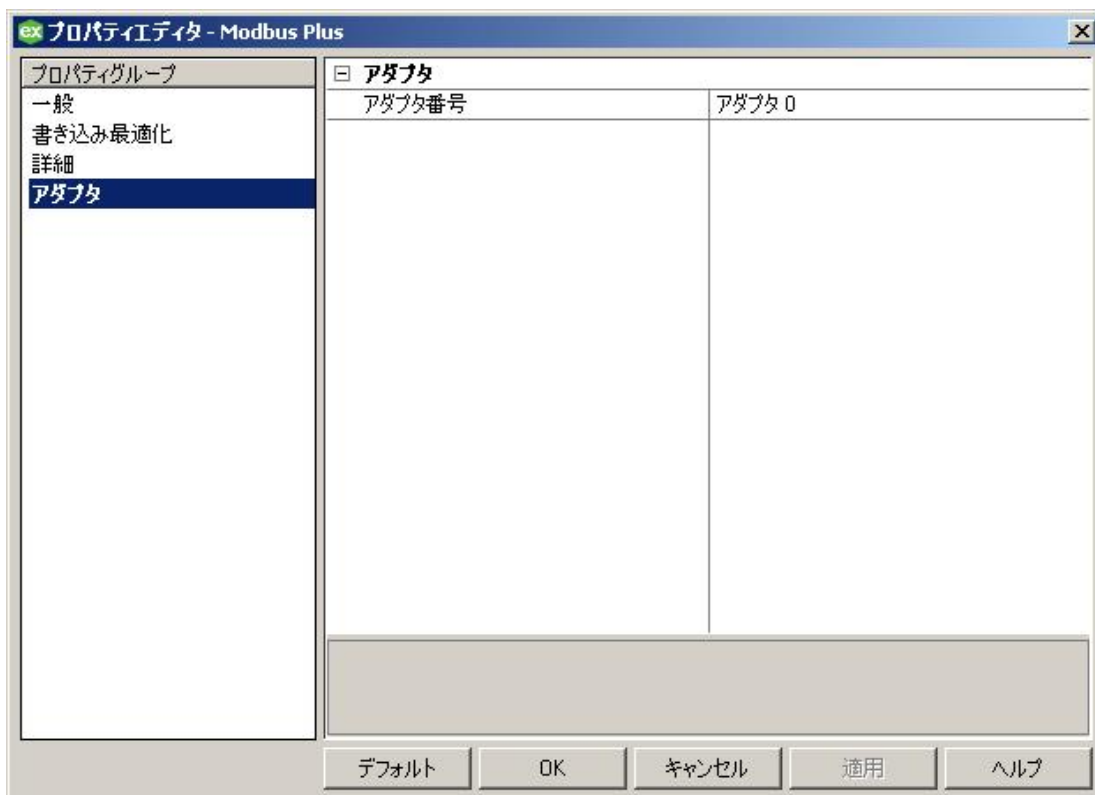 ex プロパティエディタ - Modbus Plus
プロパティグループ
一般
書き込み最適化
詳細
アダプタ
アダプタ
アダプタ番号 アダプタ 0
デフォルト OK キャンセル 適用 ヘルプ